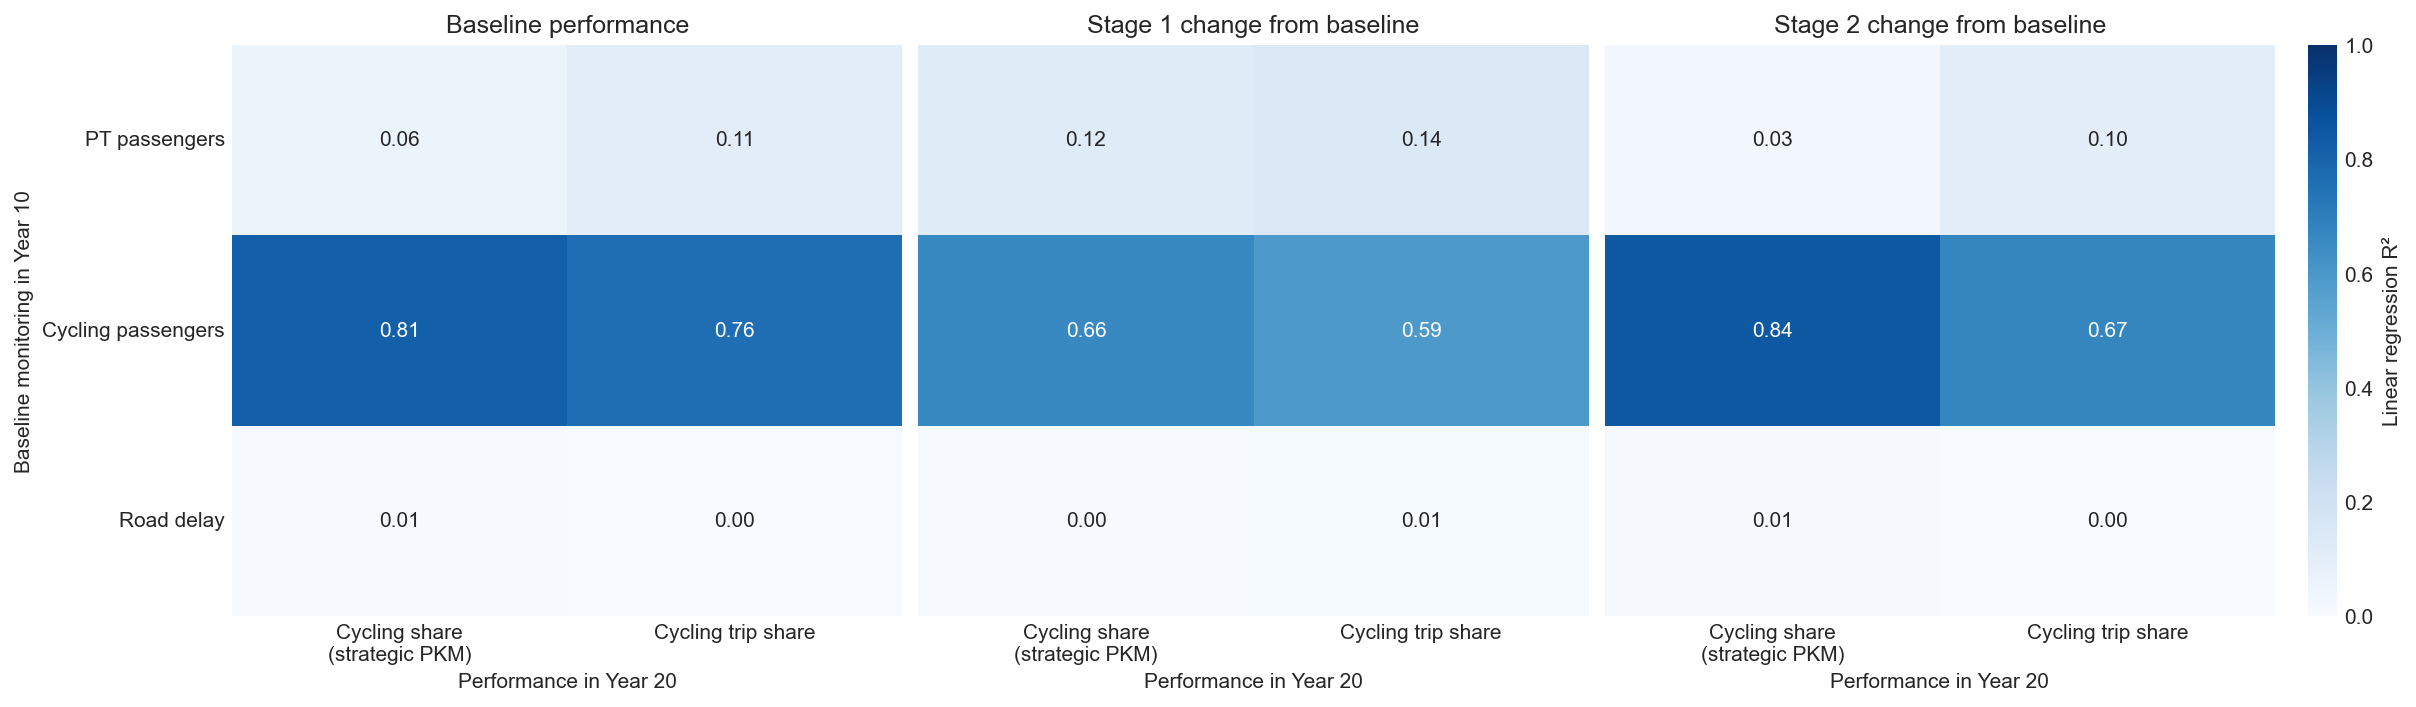 Baseline performance
Stage 1 change from baseline
Stage 2 change from baseline
Baseline monitoring in Year 10
PT passengers
0.06 0.11 0.12 0.14 0.03 0.10
Cycling passengers
0.81 0.76 0.66 0.59 0.84 0.67
Road delay
0.01 0.00 0.00 0.01 0.01 0.00
Cycling share
(strategic PKM)
Cycling trip share
Cycling share
(strategic PKM)
Cycling trip share
Cycling share
(strategic PKM)
Cycling trip share
Performance in Year 20
Performance in Year 20
Performance in Year 20
1.0
0.8
0.6
0.4
0.2
0.0
Linear regression R²